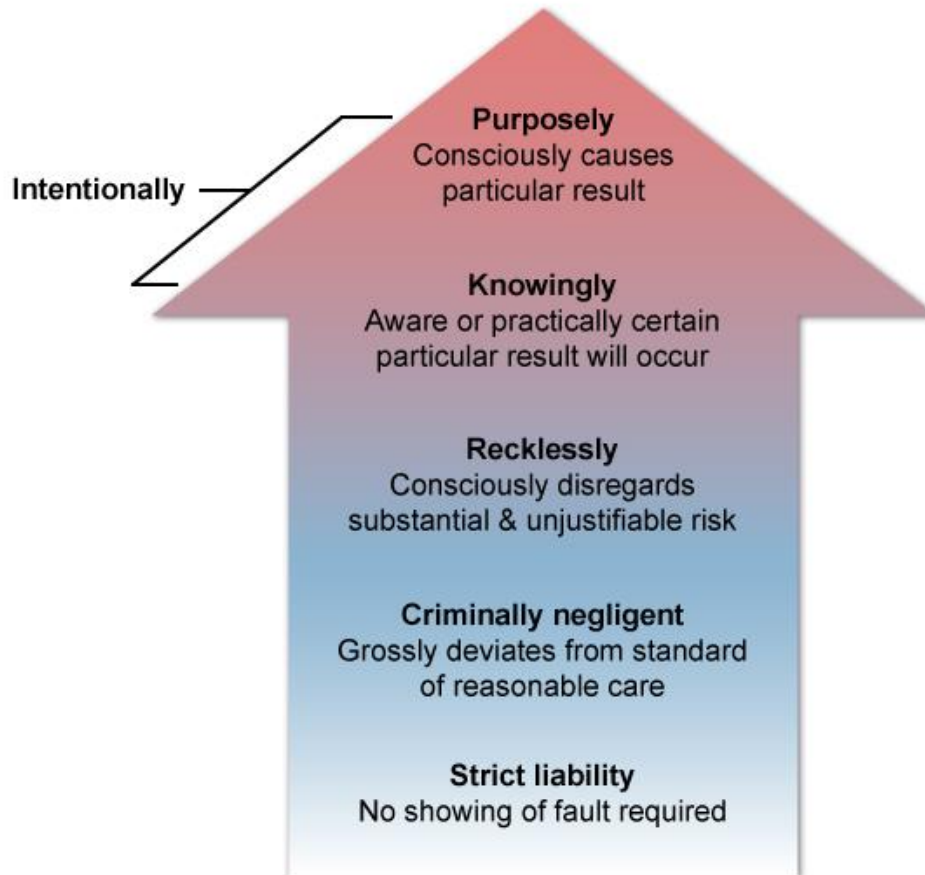 Purposely
Consciously causes
particular result
Intentionally
Knowingly
Aware or practically certain
particular result will occur
Recklessly
Consciously disregards
substantial & unjustifiable risk
Criminally negligent
Grossly deviates from standard
of reasonable care
Strict liability
No showing of fault required